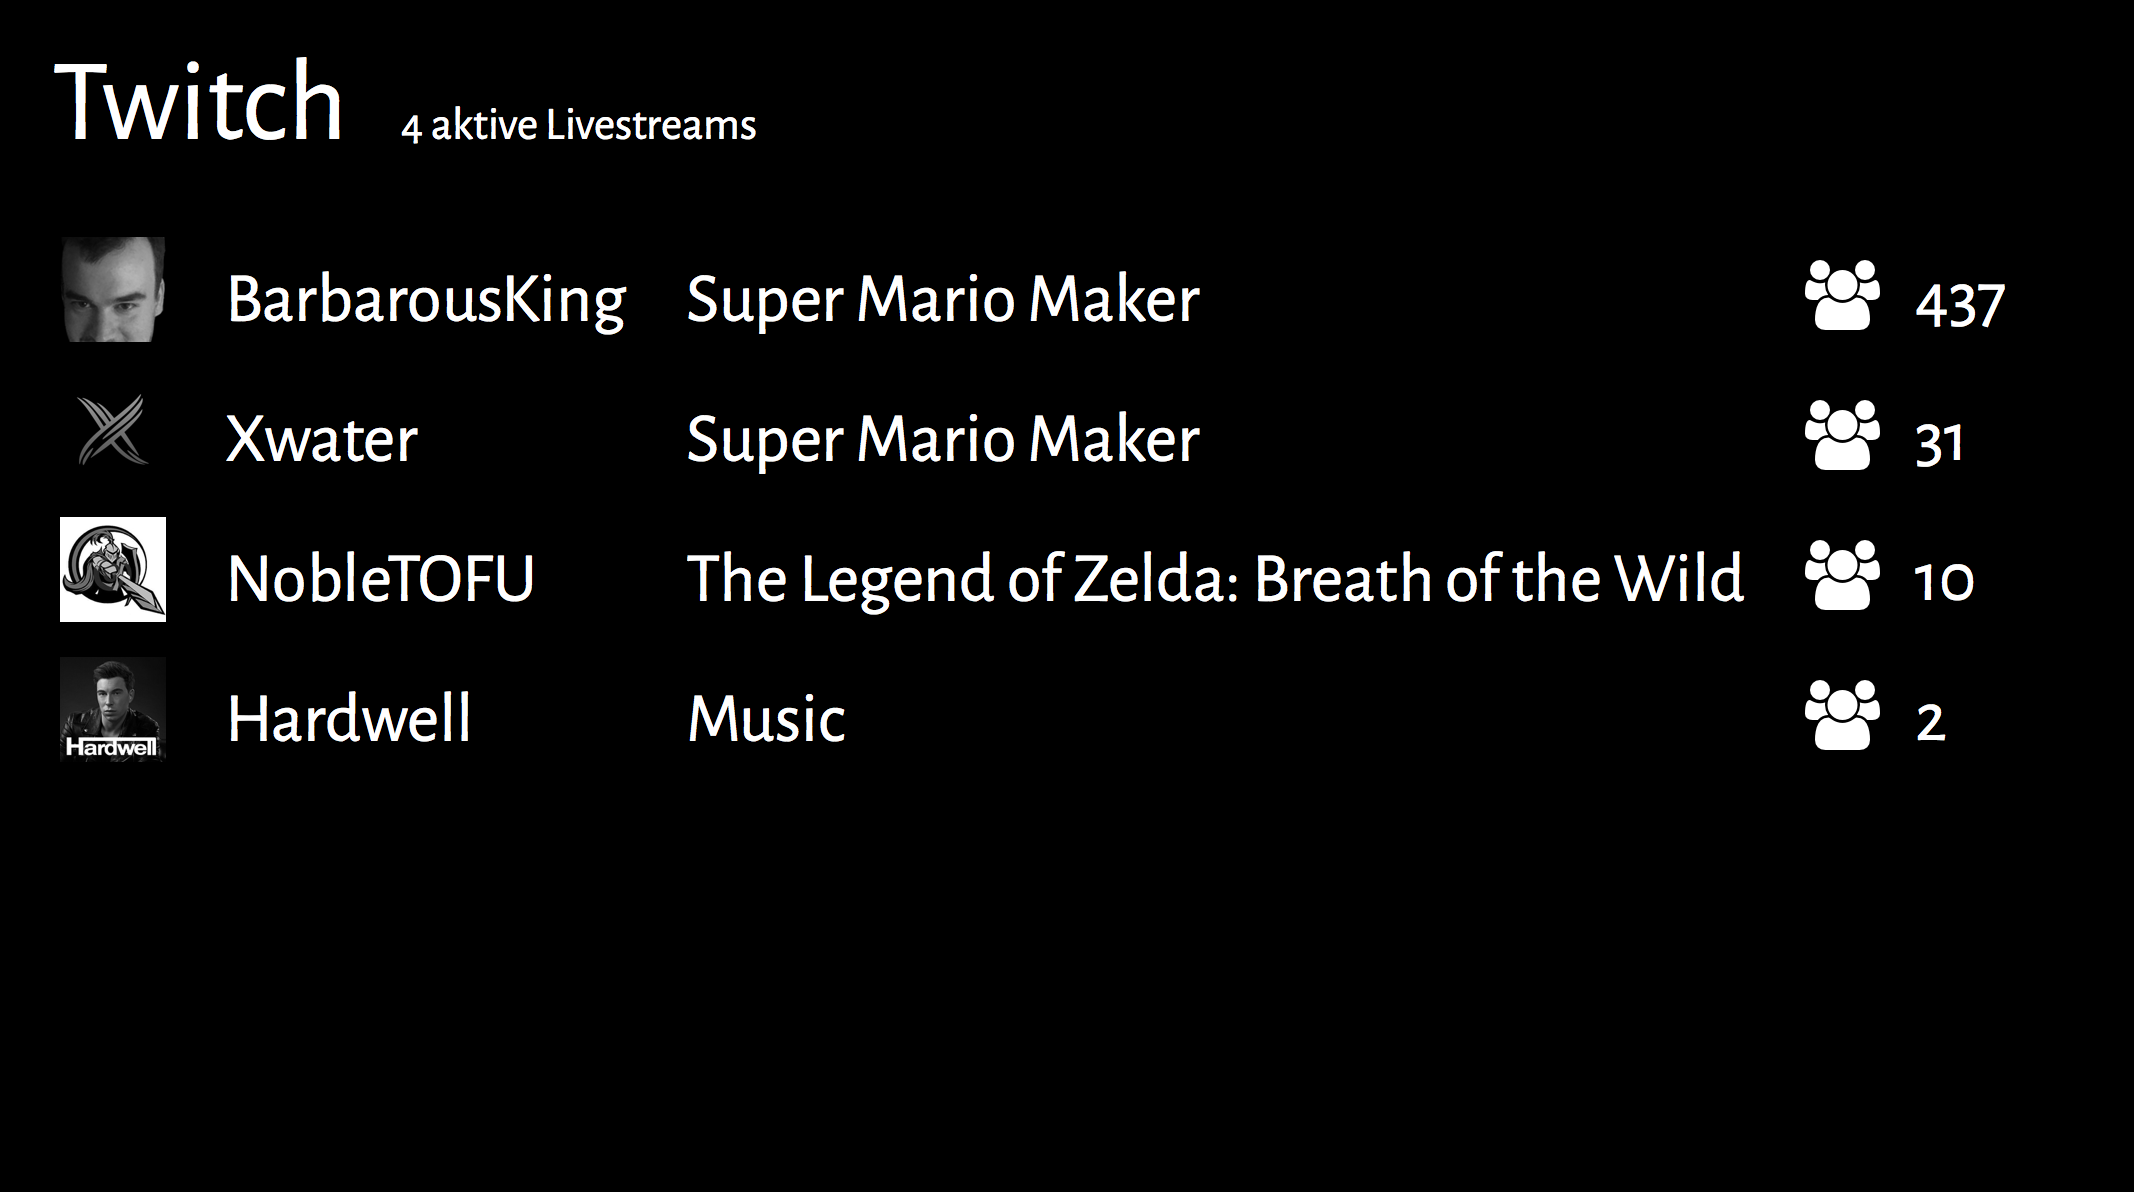 Twitch 4 aktive Livestreams
BarbarousKing Super Mario Maker 437
Xwater Super Mario Maker 31
NobleTOFU The Legend of Zelda: Breath of the Wild 10
Hardwell
Hardwell Music 2